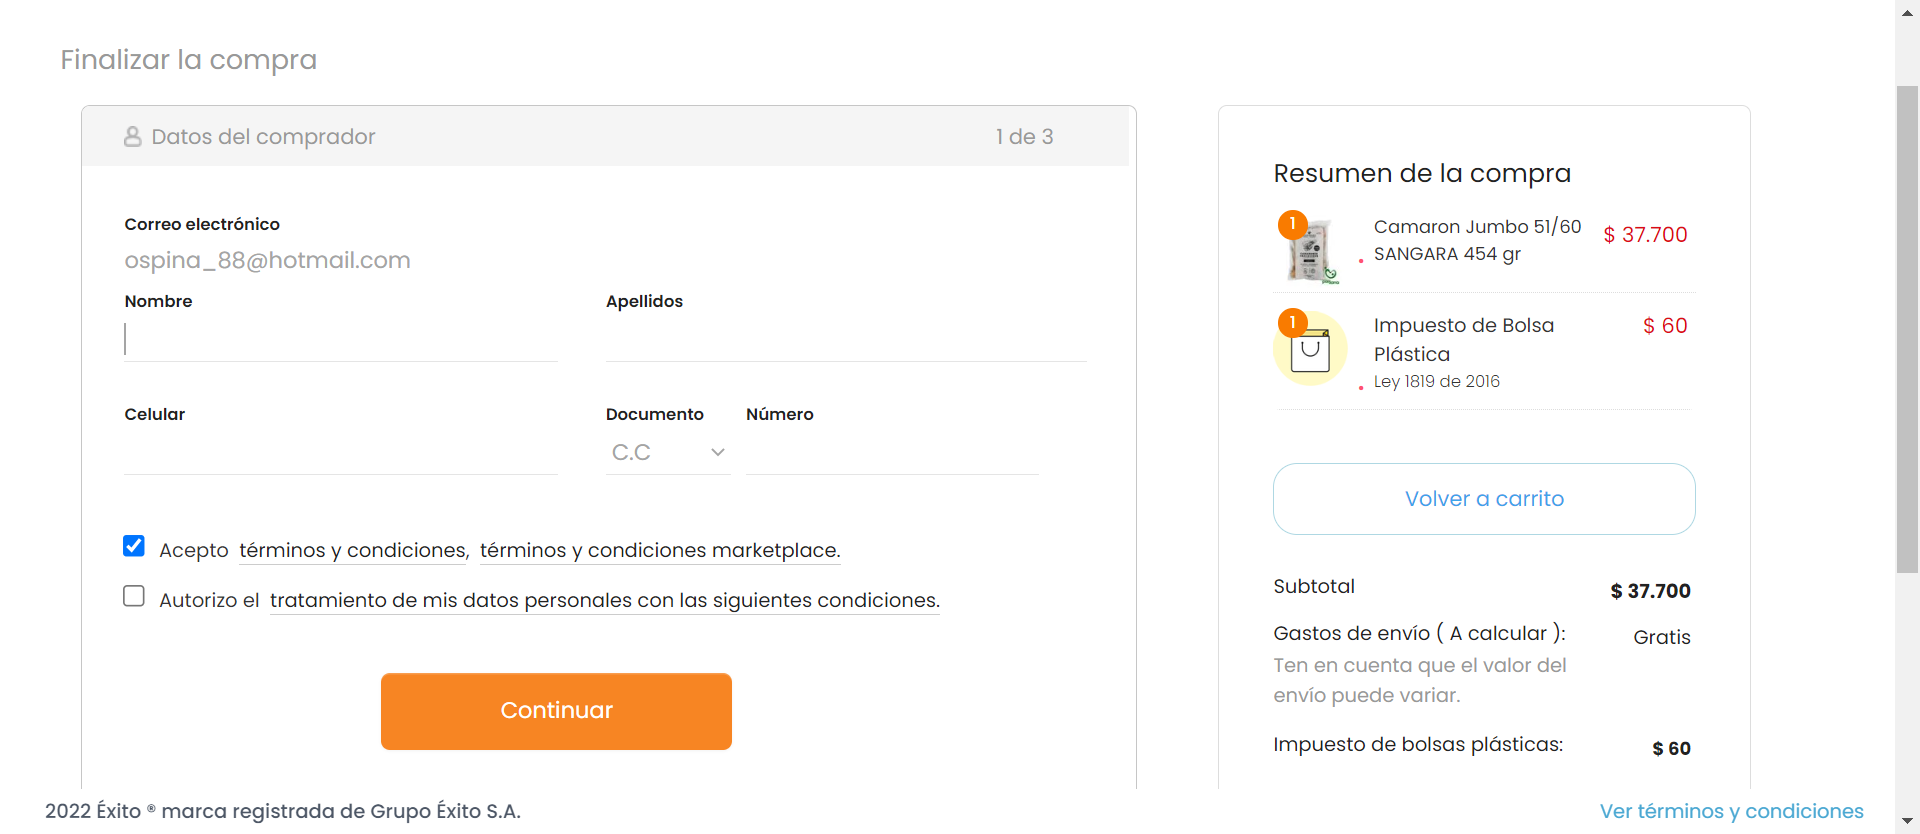 Finalizar la compra
Datos del comprador
1 de 3
Correo electrónico
ospina_88@hotmail.com
Nombre
Apellidos
Celular
Documento
Número
C.C
Acepto términos y condiciones, términos y condiciones marketplace.
Autorizo el tratamiento de mis datos personales con las siguientes condiciones.
Continuar
Resumen de la compra
1
Camaron Jumbo 51/60
SANGARA 454 gr
$ 37.700
1
Impuesto de Bolsa
Plástica
Ley 1819 de 2016
$ 60
Volver a carrito
Subtotal
$ 37.700
Gastos de envío ( A calcular ):
Gratis
Ten en cuenta que el valor del
envío puede variar.
Impuesto de bolsas plásticas:
$ 60
2022 Éxito ® marca registrada de Grupo Éxito S.A.
Ver términos y condiciones